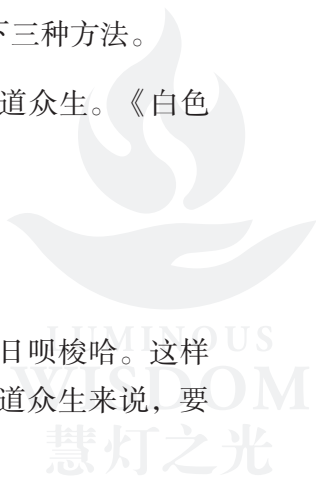 下三种方法。
道众生。《白色
日呗梭哈。这样
道众生来说，要
LUMINOUS
WISDOM
慧灯之光